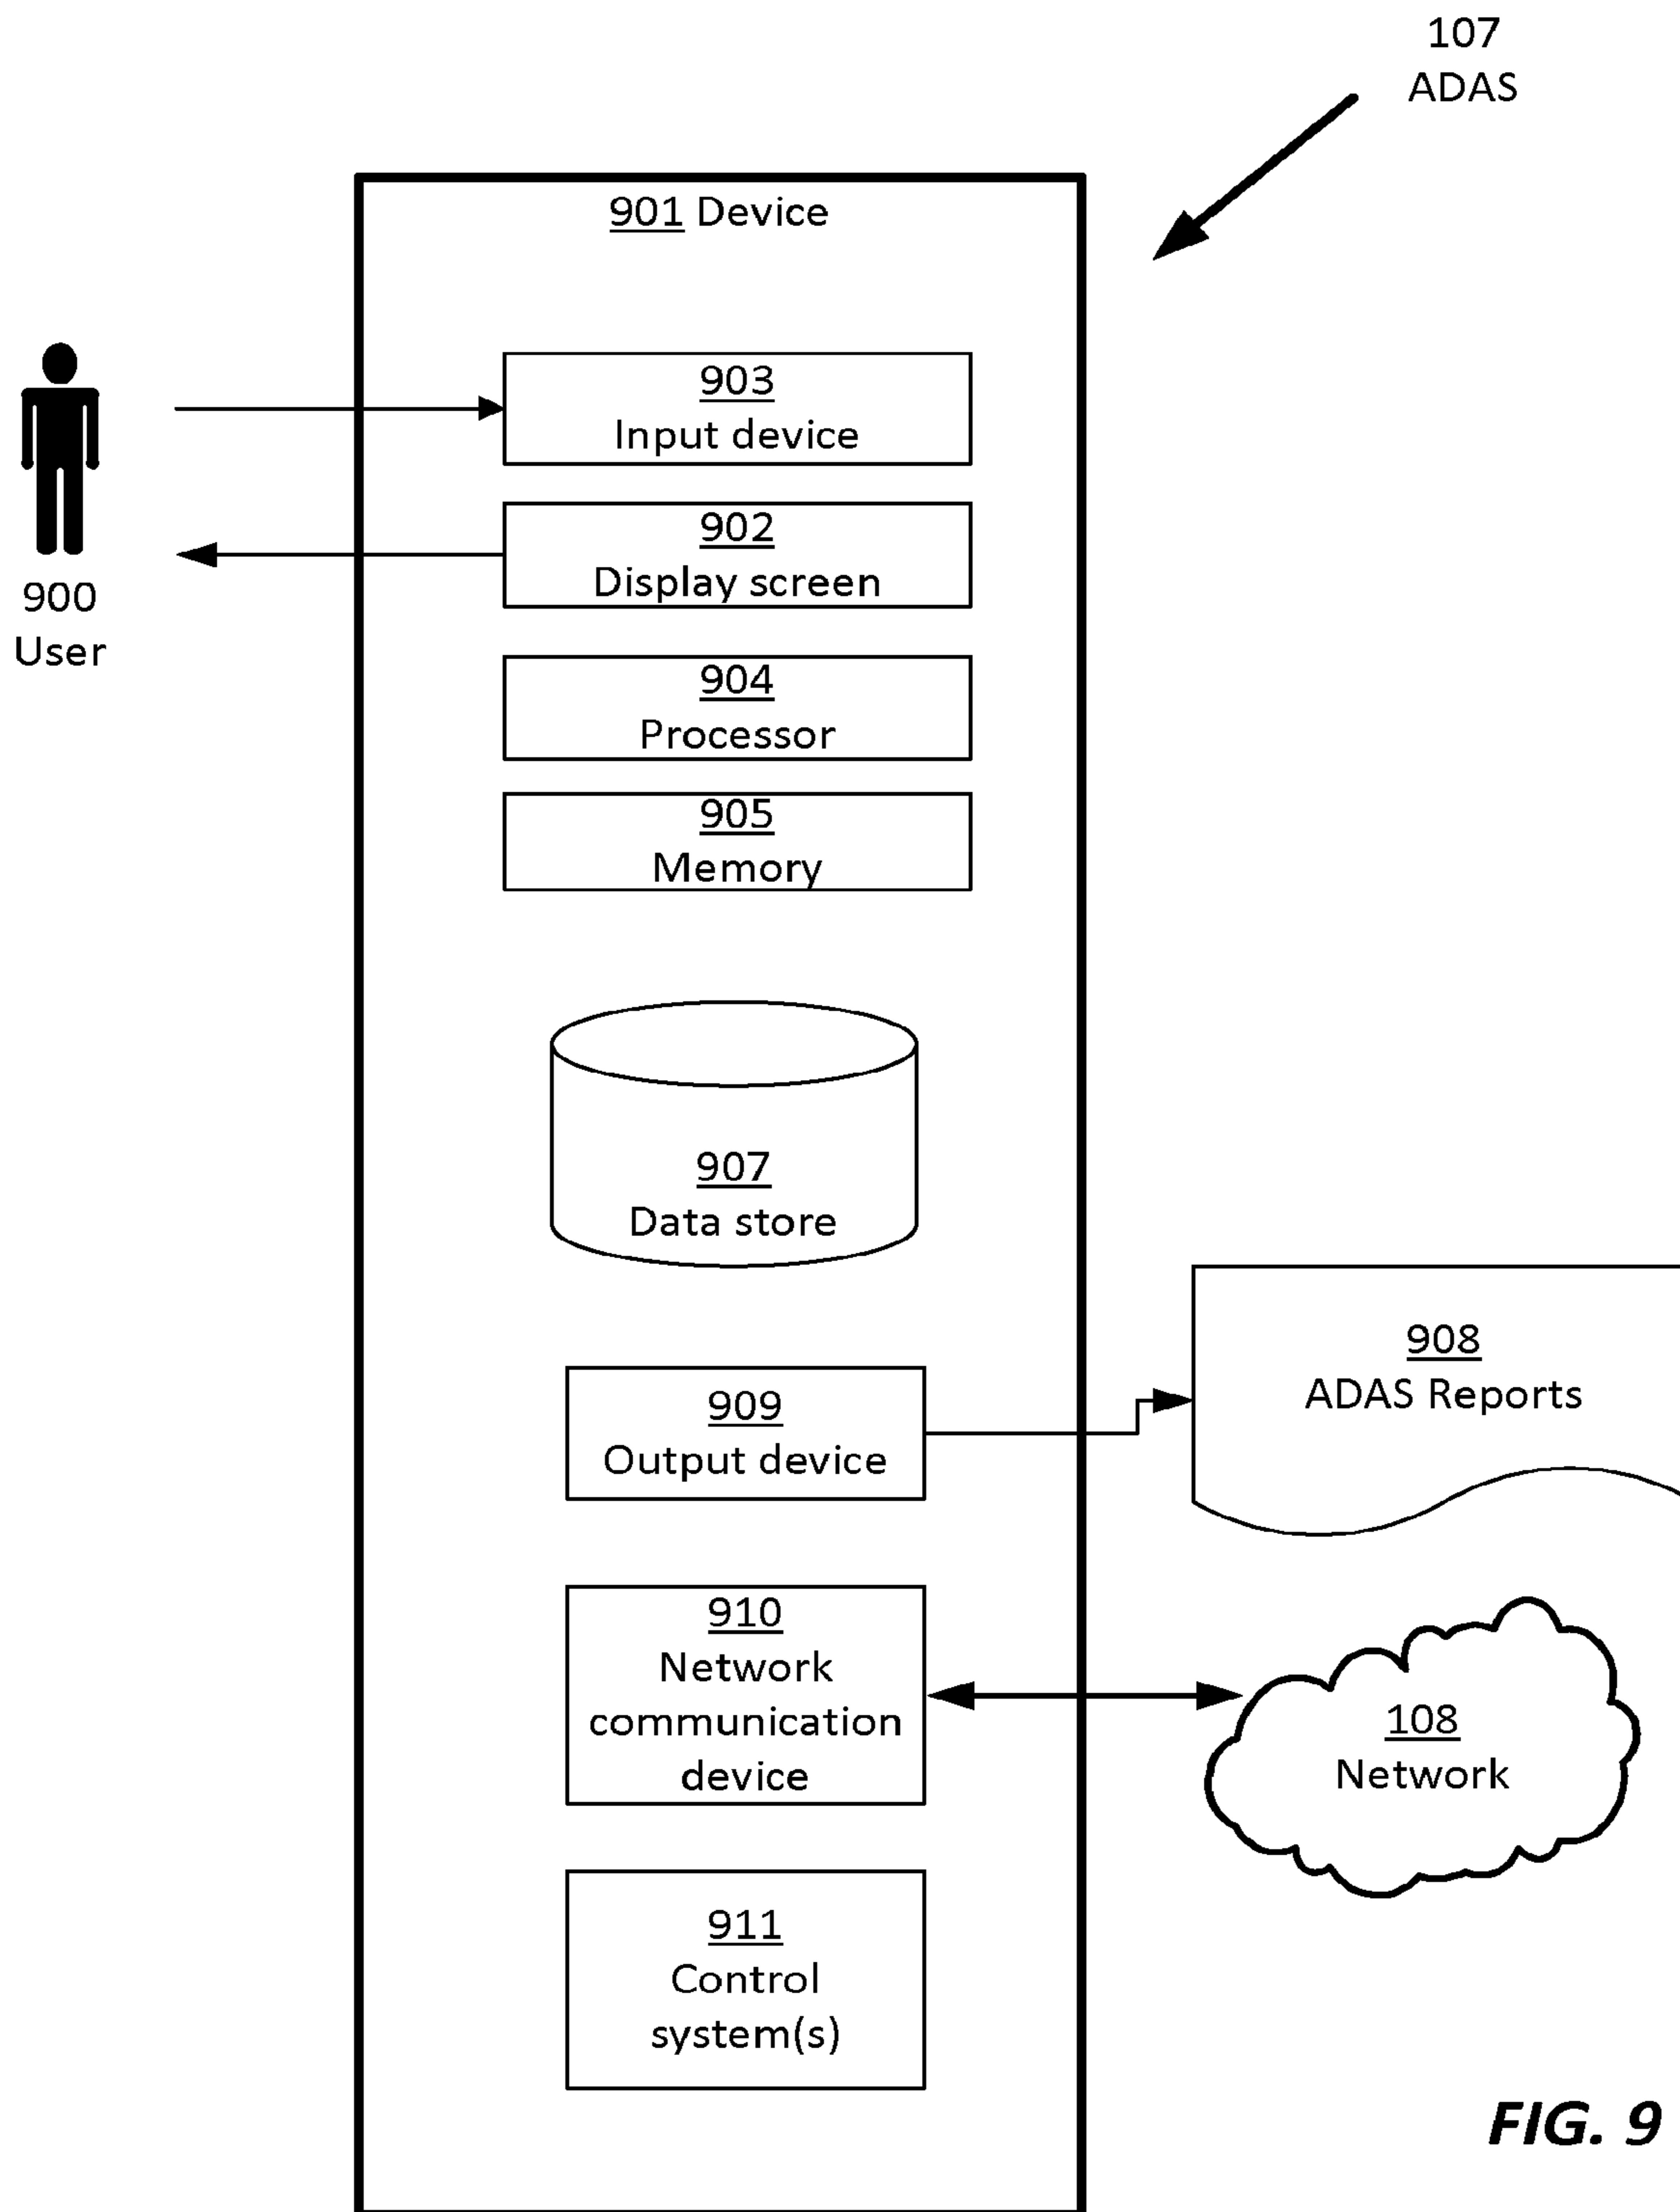 107
ADAS
901 Device
903
Input device
902
Display screen
900
User
904
Processor
905
Memory
907
Data store
908
ADAS Reports
909
Output device
910
Network
communication
device
108
Network
911
Control
system(s)
FIG. 9